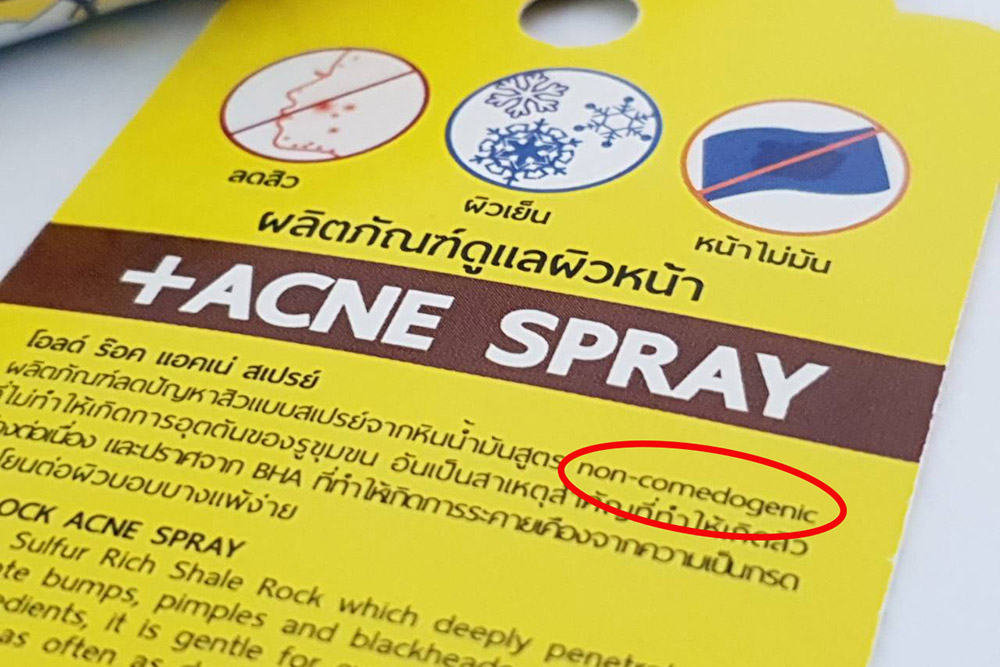 ลดสิว
ผิวเย็น
หน้าไม่มัน
ผลิตภัณฑ์ดูแลผิวหน้า
+ACNE SPRAY
โอลด์ ร๊อค แอคเน่ สเปรย์
ผลิตภัณฑ์ลดปัญหาสิวแบบสเปรย์จากหินน้ำมันสูตร non-comedogenic
ที่ไม่ทำให้เกิดการอุดตันของรูขุมขน อันเป็นสาเหตุสำคัญที่ทำให้เกิดสิว
ต่อเนื่อง และปราศจาก BHA ที่ทำให้เกิดการระคายเคืองจากความเป็นกรด
โยนต่อผิวบอบบางแพ้ง่าย
OCK ACNE SPRAY
Sulfur Rich Shale Rock which deeply penetr
bumps, pimples and blackheads
it is gentle for
as often as